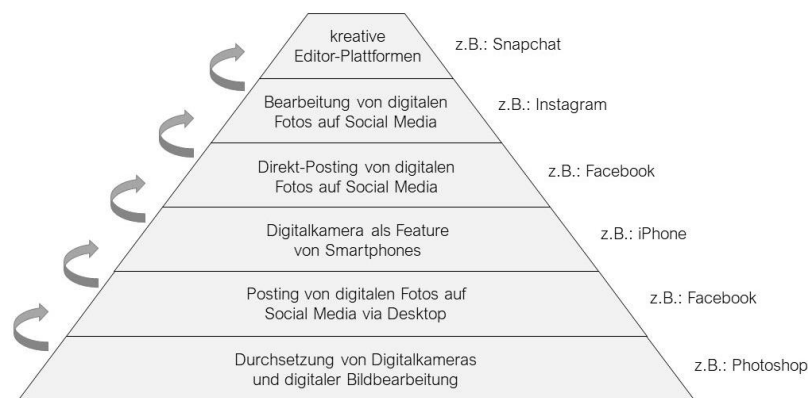 kreative
Editor-Plattformen
z.B.: Snapchat
Bearbeitung von digitalen
Fotos auf Social Media
z.B.: Instagram
Direkt-Posting von digitalen
Fotos auf Social Media
z.B.: Facebook
Digitalkamera als Feature
von Smartphones
z.B.: iPhone
Posting von digitalen Fotos auf
Social Media via Desktop
z.B.: Facebook
Durchsetzung von Digitalkameras
und digitaler Bildbearbeitung
z.B.: Photoshop